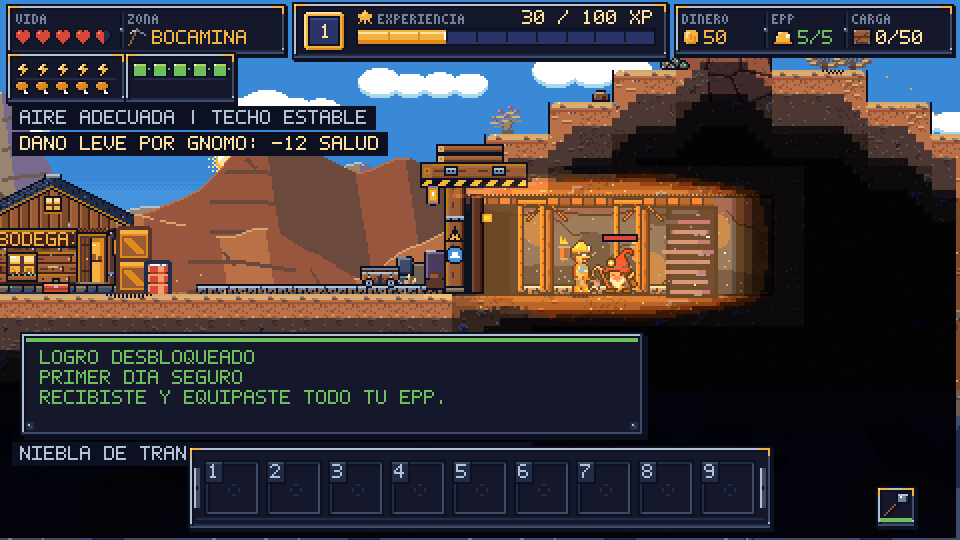 VIDA
ZONA
BOCAMINA
1
EXPERIENCIA
30 / 100 XP
DINERO
50
EPP
5/5
CARGA
0/50
AIRE ADECUADA | TECHO ESTABLE
DANO LEVE POR GNOMO: -12 SALUD
BODEGA
LOGRO DESBLOQUEADO
PRIMER DIA SEGURO
RECIBISTE Y EQUIPASTE TODO TU EPP.
NIEBLA DE TRAN
1 2 3 4 5 6 7 8 9